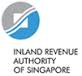 INLAND REVENUE
AUTHORITY
OF SINGAPORE